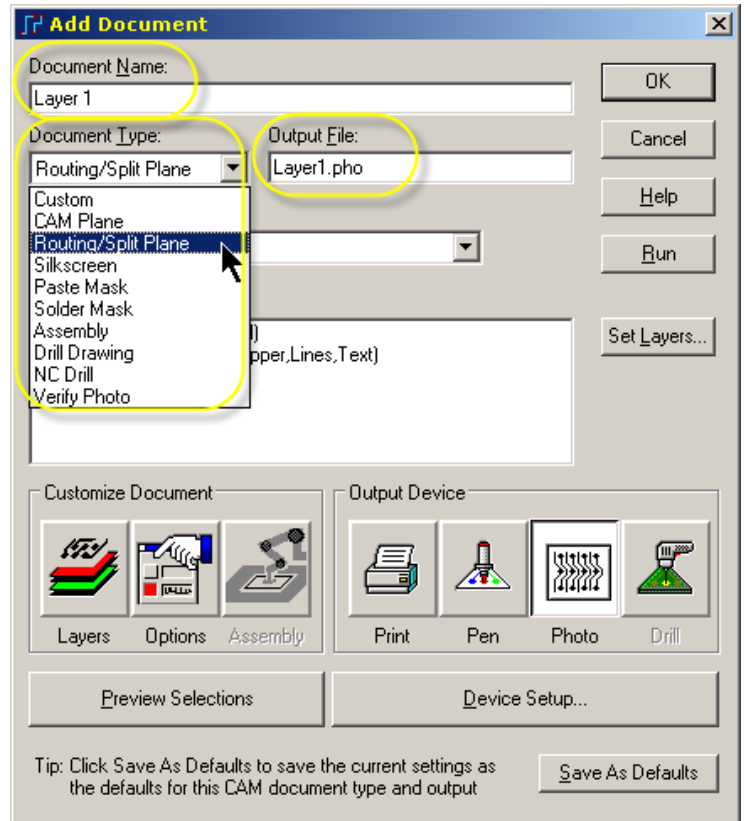 Add Document
Document Name:
Layer 1
OK
Document Type:
Output File:
Cancel
Routing/Split Plane
Layer1.pho
Custom
Help
CAM Plane
Routing/Split Plane
Run
Silkscreen
Paste Mask
Solder Mask
Assembly
)
Set Layers...
Drill Drawing
pper,Lines,Text)
NC Drill
Verify Photo
Customize Document
Output Device
Layers
Options
Assembly
Print
Pen
Photo
Drill
Preview Selections
Device Setup...
Tip: Click Save As Defaults to save the current settings as
the defaults for this CAM document type and output
Save As Defaults